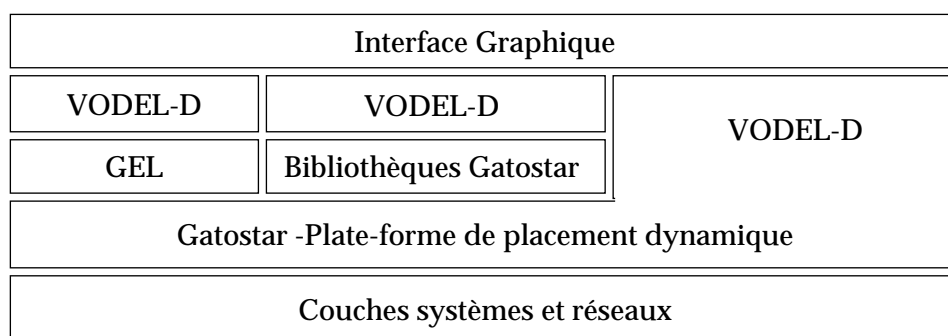 Interface Graphique
VODEL-D
VODEL-D
VODEL-D
GEL
Bibliothèques Gatostar
Gatostar -Plate-forme de placement dynamique
Couches systèmes et réseaux